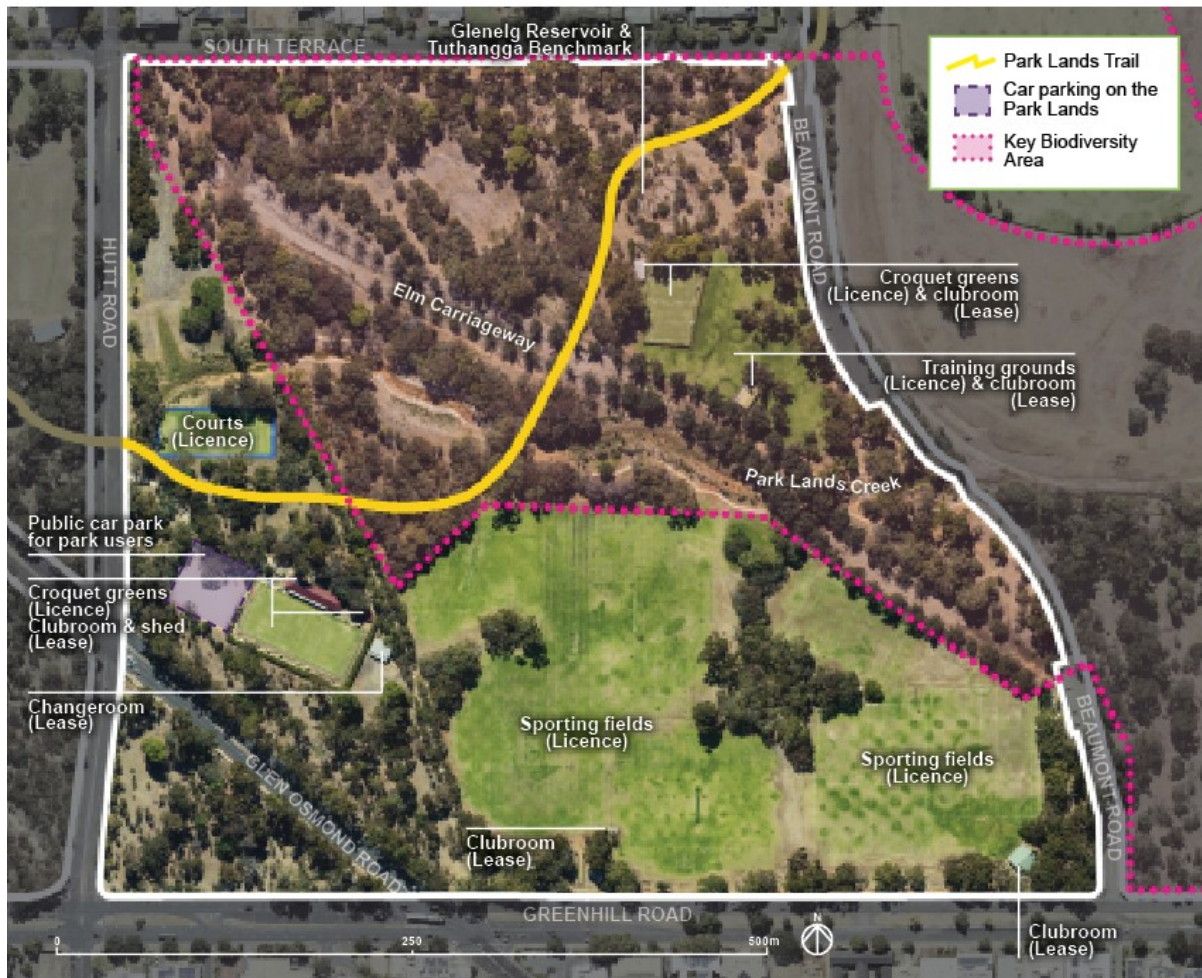 SOUTH TERRACE
Glenelg Reservoir &
Tuthangga Benchmark
Park Lands Trail
Car parking on the
Park Lands
Key Biodiversity
Area
BEAUMONT ROAD
HUTT ROAD
Elm Carriageway
Croquet greens
(Licence) & clubroom
(Lease)
Training grounds
(Licence) & clubroom
(Lease)
Courts
(Licence)
Park Lands Creek
Public car park
for park users
Croquet greens
(Licence)
Clubroom & shed
(Lease)
Changeroom
(Lease)
Sporting fields
(Licence)
Sporting fields
(Licence)
BEAUMONT ROAD
GLEN OSMOND ROAD
Clubroom
(Lease)
GREENHILL ROAD
Clubroom
(Lease)
0 250 500m
N